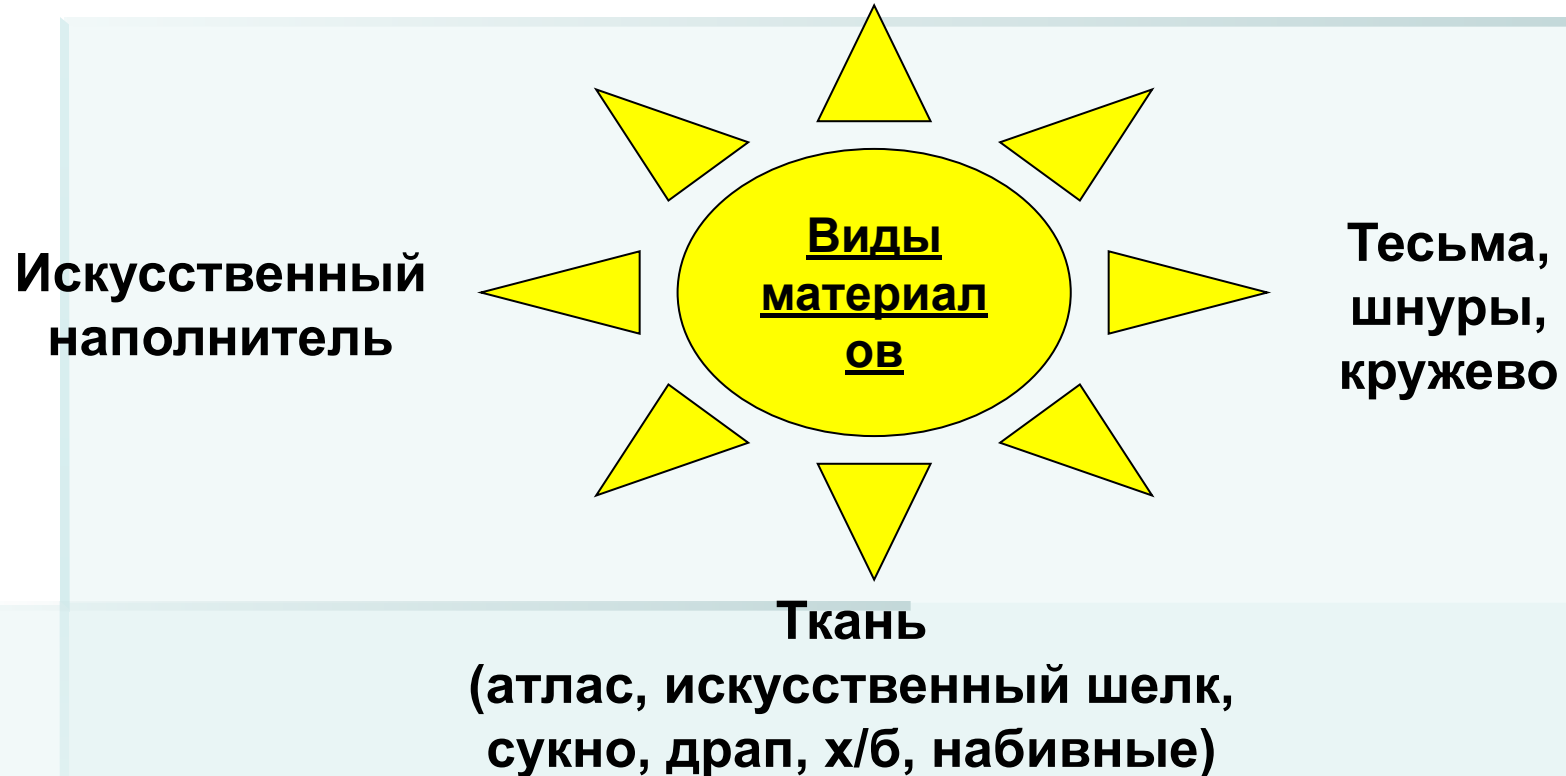 Виды
материал
ов
Искусственный
наполнитель
Тесьма,
шнуры,
кружево
Ткань
(атлас, искусственный шелк,
сукно, драп, х/б, набивные)